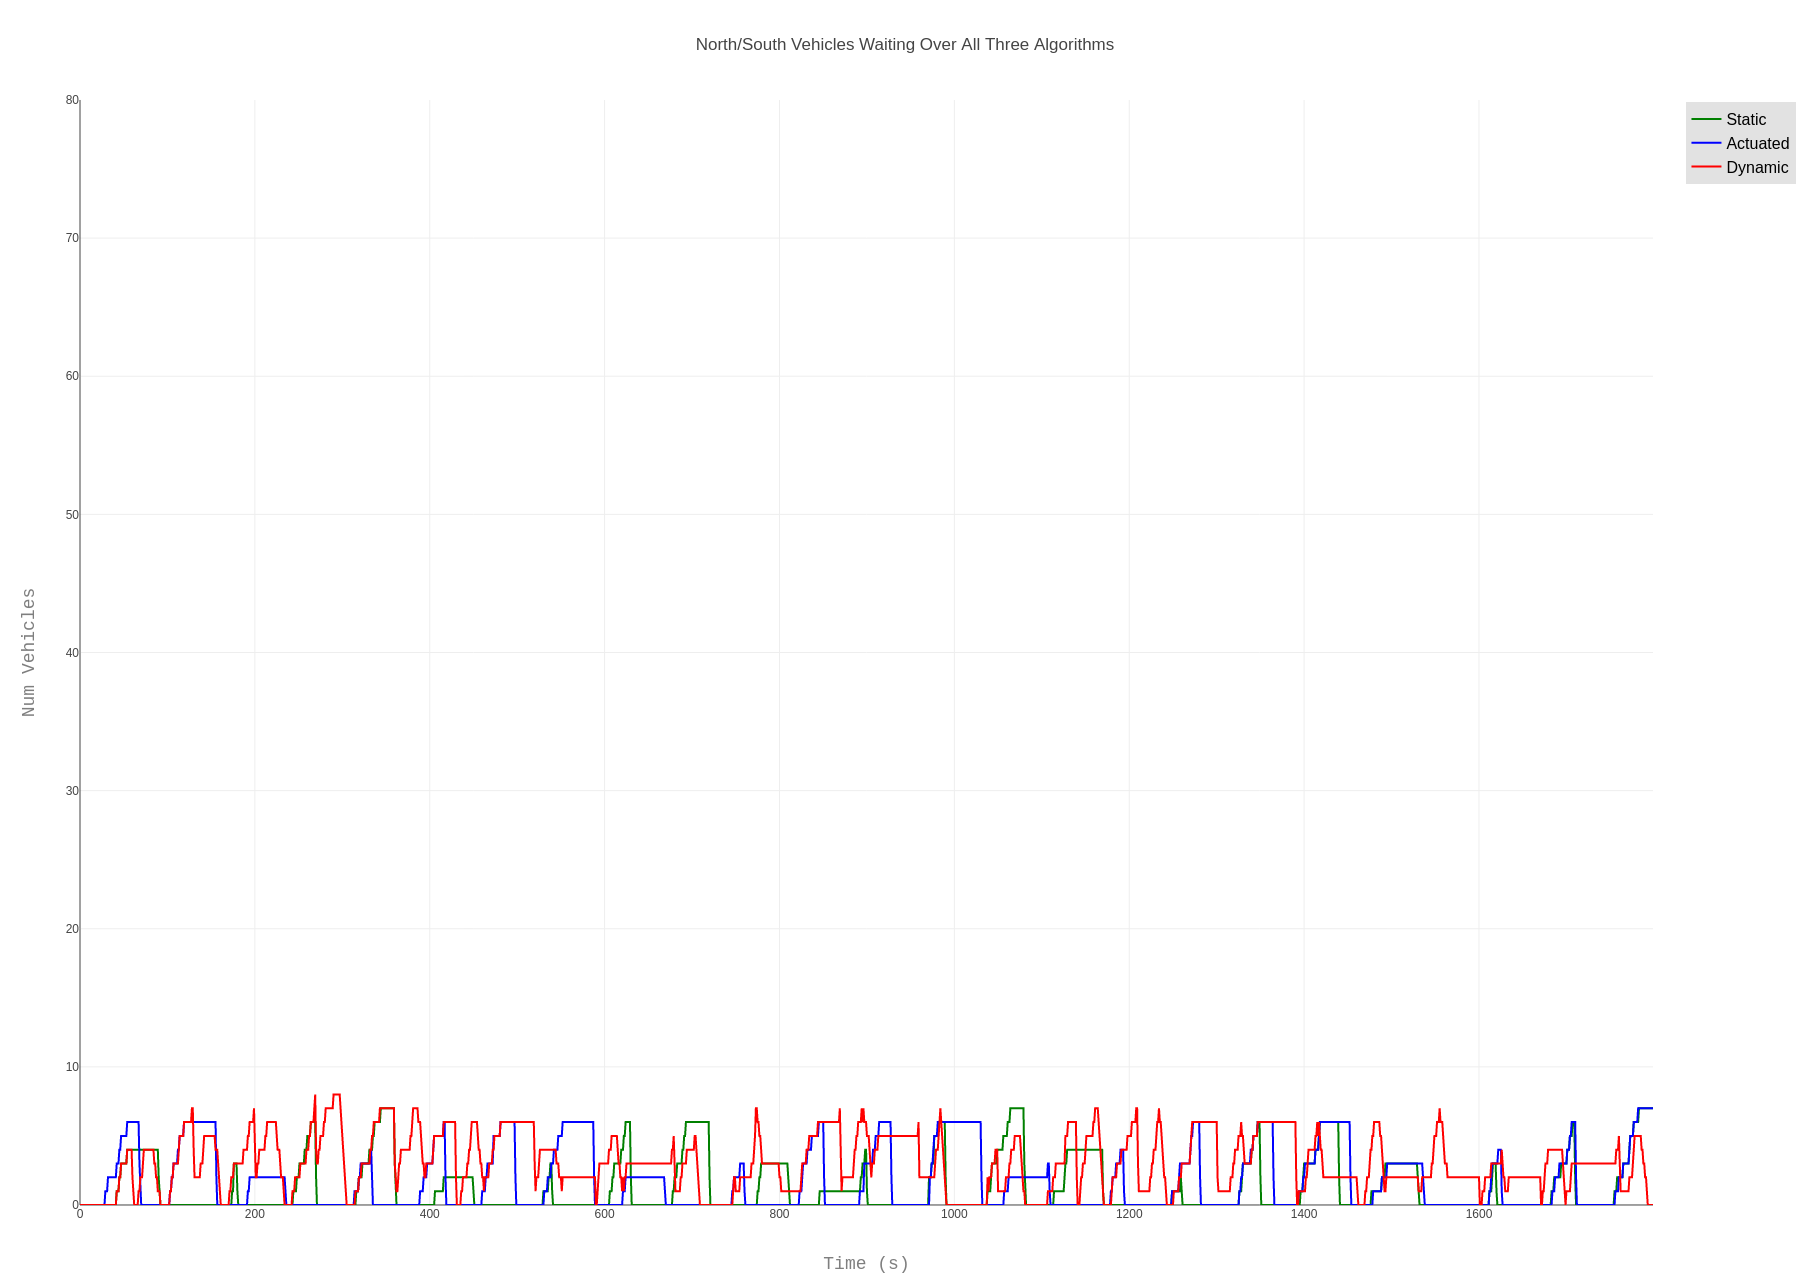 North/South Vehicles Waiting Over All Three Algorithms
80
70
60
50
40
30
20
10
0
Num Vehicles
0 200 400 600 800 1000 1200 1400 1600
Time (s)
Static
Actuated
Dynamic